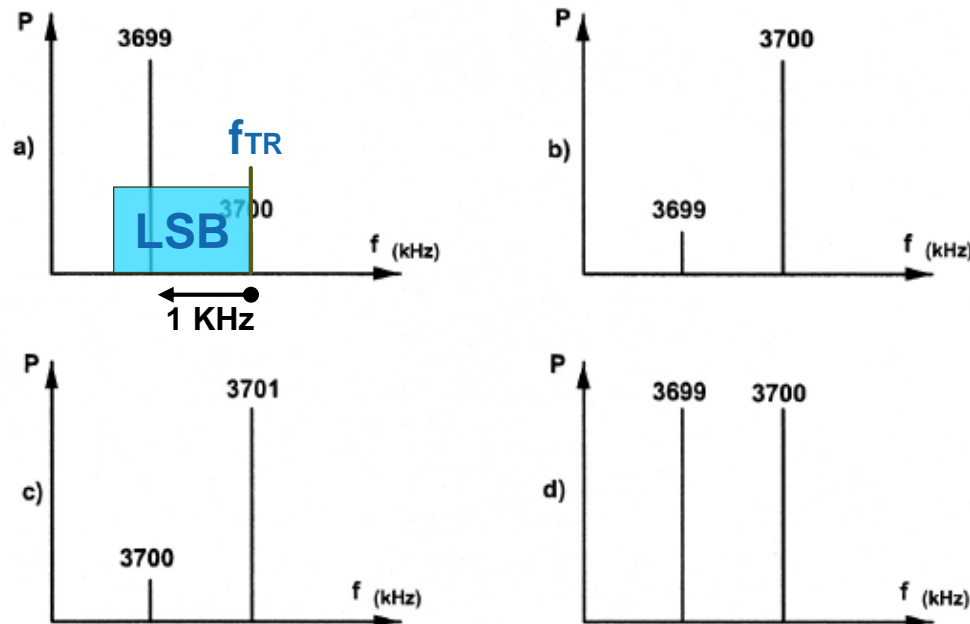 P
3699
a)
fTR
3700
LSB
f (kHz)
1 KHz
P
3700
b)
3699
f (kHz)
P
3701
c)
3700
f (kHz)
P
3699 3700
d)
f (kHz)